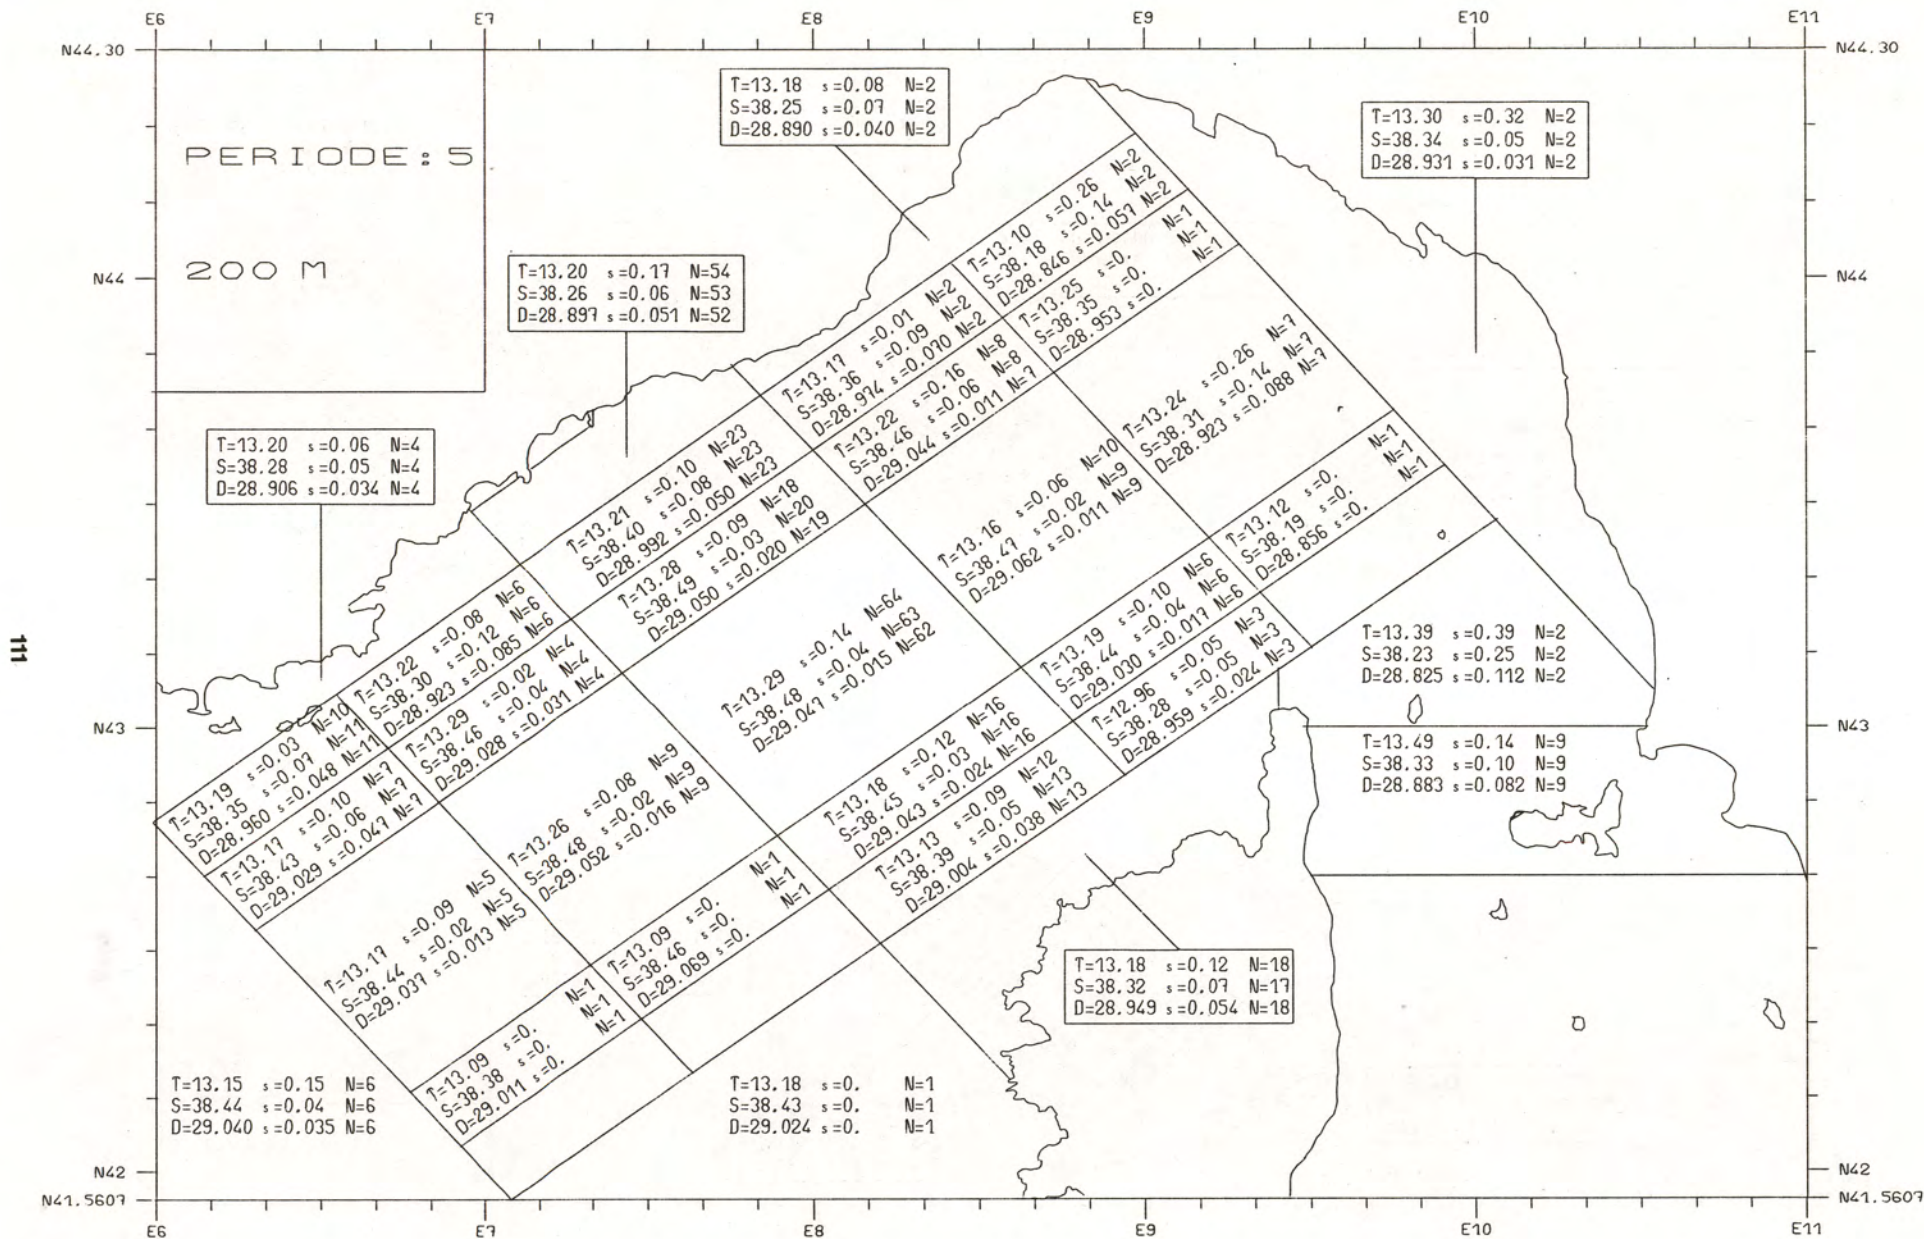 E6 E7 E8 E9 E10 E11
N44.30 N44.30
PERIODE: 5
200 M
T=13.18 s=0.08 N=2
S=38.25 s=0.07 N=2
D=28.890 s=0.040 N=2
T=13.30 s=0.32 N=2
S=38.34 s=0.05 N=2
D=28.931 s=0.031 N=2
T=13.20 s=0.17 N=54
S=38.26 s=0.06 N=53
D=28.897 s=0.051 N=52
N44 N44
T=13.20 s=0.06 N=4
S=38.28 s=0.05 N=4
D=28.906 s=0.034 N=4
T=13.10 s=0.26 N=2
S=38.18 s=0.14 N=2
D=28.846 s=0.057 N=2
T=13.25 s=0. N=1
S=38.35 s=0. N=1
D=28.953 s=0. N=1
T=13.17 s=0.01 N=2
S=38.36 s=0.09 N=2
D=28.974 s=0.070 N=2
T=13.22 s=0.16 N=8
S=38.46 s=0.06 N=8
D=29.044 s=0.011 N=7
T=13.24 s=0.26 N=7
S=38.31 s=0.14 N=7
D=28.923 s=0.088 N=7
T=13.21 s=0.10 N=23
S=38.40 s=0.08 N=23
D=28.992 s=0.050 N=23
T=13.28 s=0.09 N=18
S=38.49 s=0.03 N=20
D=29.050 s=0.020 N=19
T=13.16 s=0.06 N=10
S=38.47 s=0.02 N=9
D=29.062 s=0.011 N=9
T=13.12 s=0. N=1
S=38.19 s=0. N=1
D=28.856 s=0. N=1
T=13.22 s=0.08 N=6
S=38.30 s=0.12 N=6
D=28.923 s=0.085 N=6
T=13.29 s=0.02 N=4
S=38.46 s=0.04 N=4
D=29.028 s=0.031 N=4
T=13.29 s=0.14 N=64
S=38.48 s=0.04 N=63
D=29.047 s=0.015 N=62
T=13.19 s=0.10 N=6
S=38.44 s=0.04 N=6
D=29.030 s=0.017 N=6
T=12.96 s=0.05 N=3
S=38.28 s=0.05 N=3
D=28.959 s=0.024 N=3
T=13.39 s=0.39 N=2
S=38.23 s=0.25 N=2
D=28.825 s=0.112 N=2
111
N43 N43
T=13.49 s=0.14 N=9
S=38.33 s=0.10 N=9
D=28.883 s=0.082 N=9
T=13.19 s=0.03 N=10
S=38.35 s=0.07 N=11
D=28.960 s=0.048 N=11
T=13.17 s=0.10 N=7
S=38.43 s=0.06 N=7
D=29.029 s=0.047 N=7
T=13.26 s=0.08 N=9
S=38.48 s=0.02 N=9
D=29.052 s=0.016 N=9
T=13.18 s=0.12 N=16
S=38.45 s=0.03 N=16
D=29.043 s=0.024 N=16
T=13.13 s=0.09 N=12
S=38.39 s=0.05 N=13
D=29.004 s=0.038 N=13
T=13.17 s=0.09 N=5
S=38.44 s=0.02 N=5
D=29.037 s=0.013 N=5
T=13.09 s=0. N=1
S=38.46 s=0. N=1
D=29.069 s=0. N=1
T=13.18 s=0.12 N=18
S=38.32 s=0.07 N=17
D=28.949 s=0.054 N=18
T=13.09 s=0. N=1
S=38.38 s=0. N=1
D=29.011 s=0. N=1
T=13.15 s=0.15 N=6
S=38.44 s=0.04 N=6
D=29.040 s=0.035 N=6
T=13.18 s=0. N=1
S=38.43 s=0. N=1
D=29.024 s=0. N=1
N42 N42
N41.5607 N41.5607
E6 E7 E8 E9 E10 E11